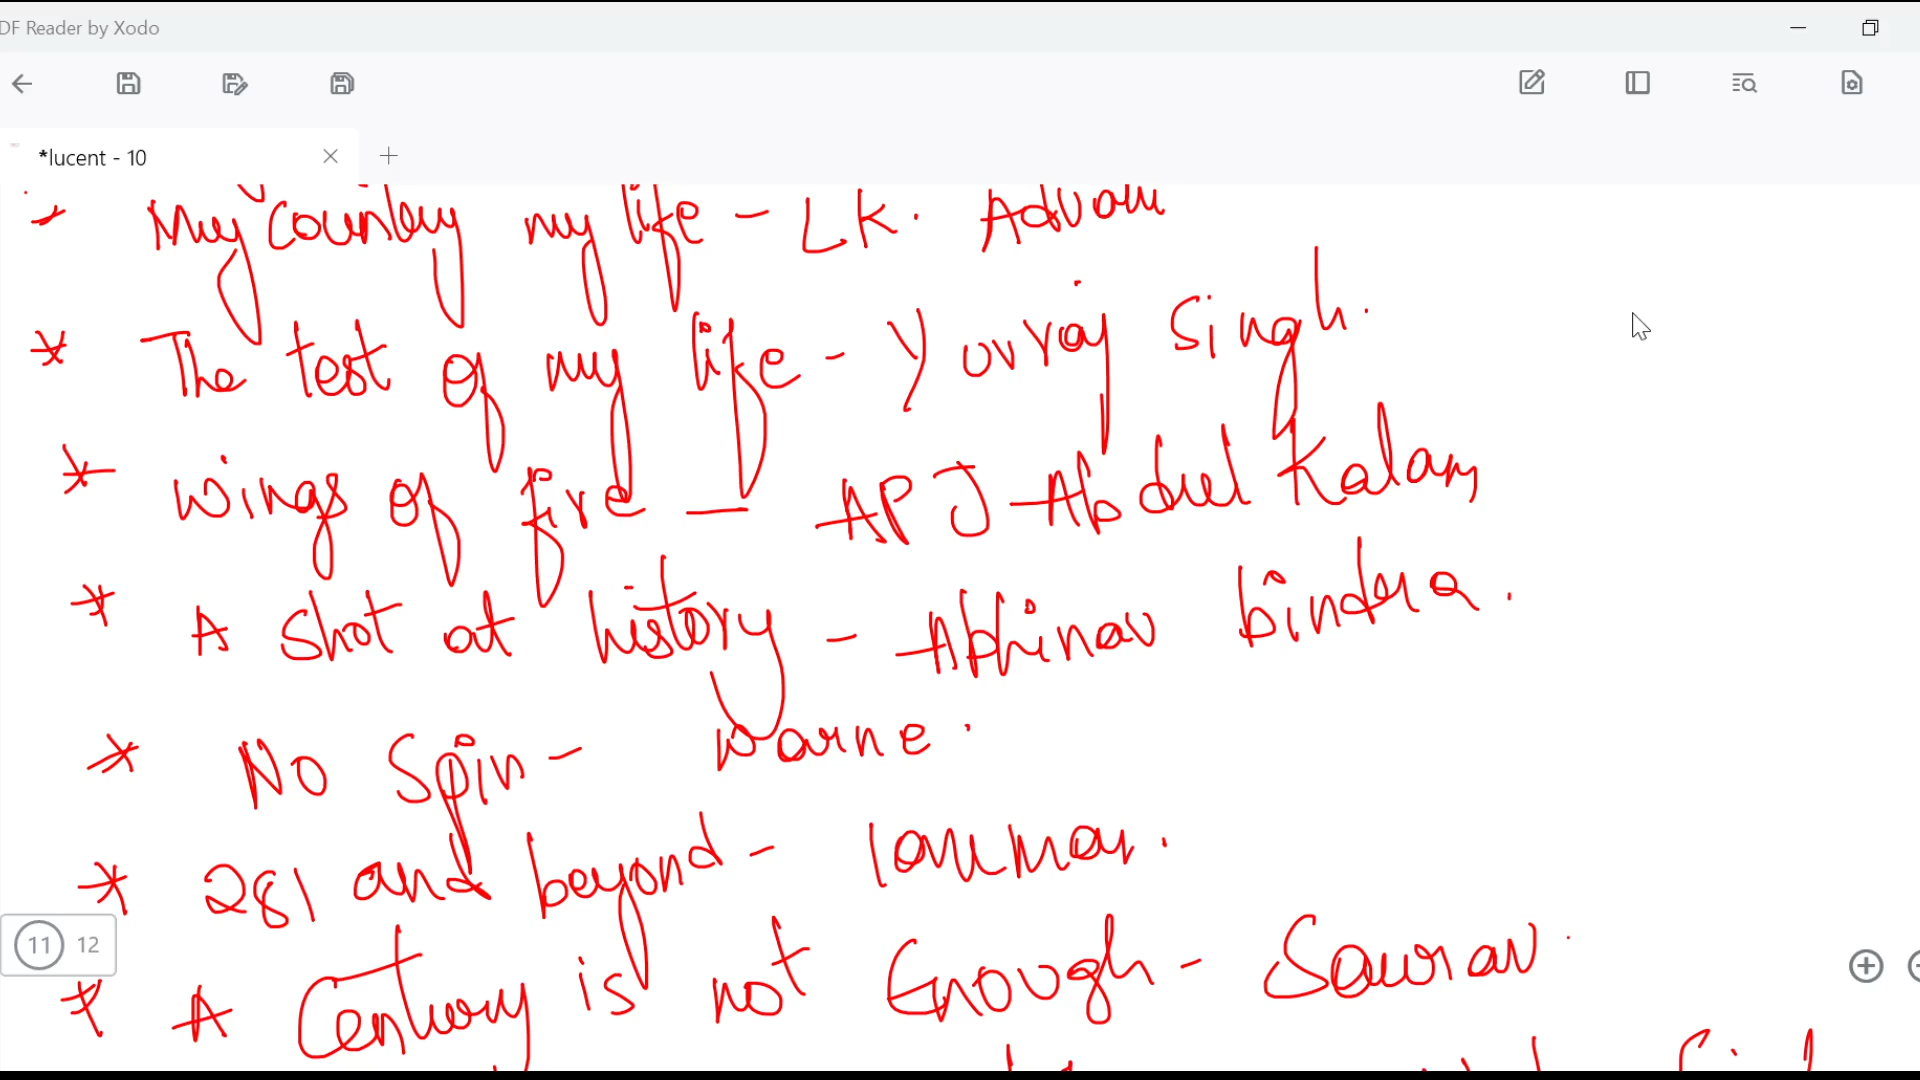 DF Reader by Xodo
*lucent - 10
* My country my life - LK. Advani
* The test of my life - Yuvraj Singh.
* Wings of fire - APJ Abdul Kalam
* A Shot at history - Abhinav bindra.
* No Spin - Warne.
* 281 and beyond - laxman.
11 12
* A Century is not Enough - Sourav